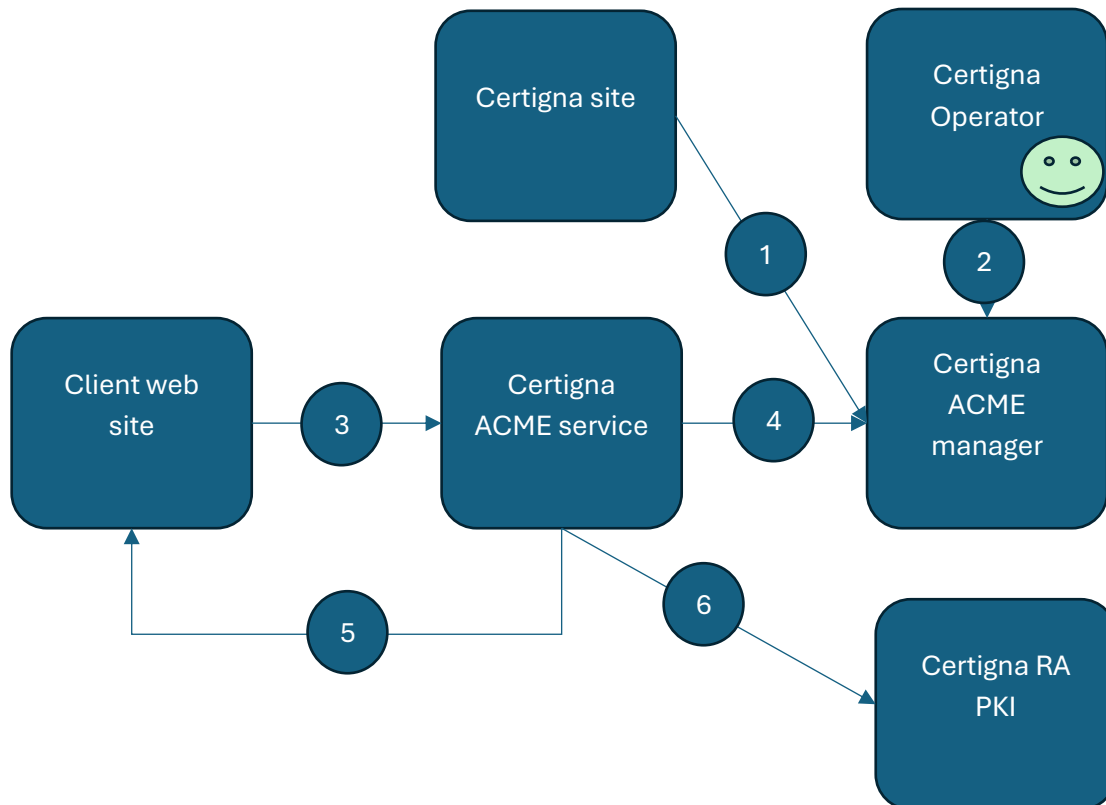 Certigna site
Certigna
Operator
1
2
Client web
site
3
Certigna
ACME service
4
Certigna
ACME
manager
5
6
Certigna RA
PKI